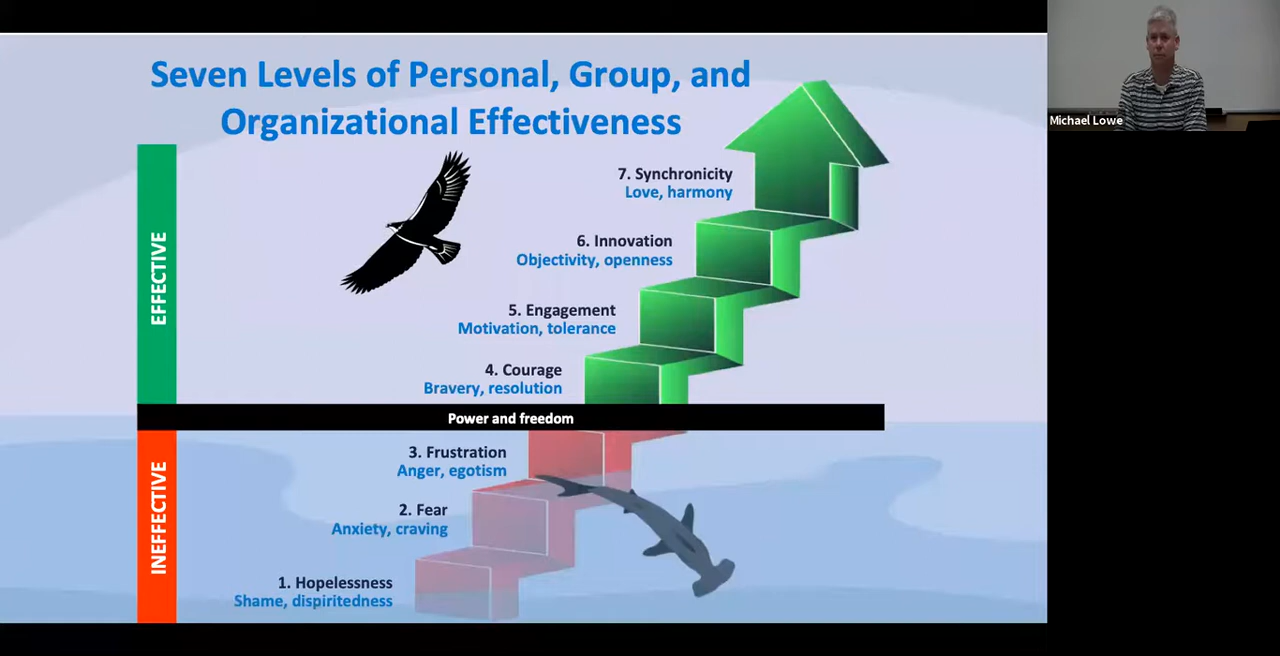 Seven Levels of Personal, Group, and
Organizational Effectiveness
Michael Lowe
EFFECTIVE
7. Synchronicity
Love, harmony
6. Innovation
Objectivity, openness
5. Engagement
Motivation, tolerance
4. Courage
Bravery, resolution
Power and freedom
INEFFECTIVE
3. Frustration
Anger, egotism
2. Fear
Anxiety, craving
1. Hopelessness
Shame, dispiritedness